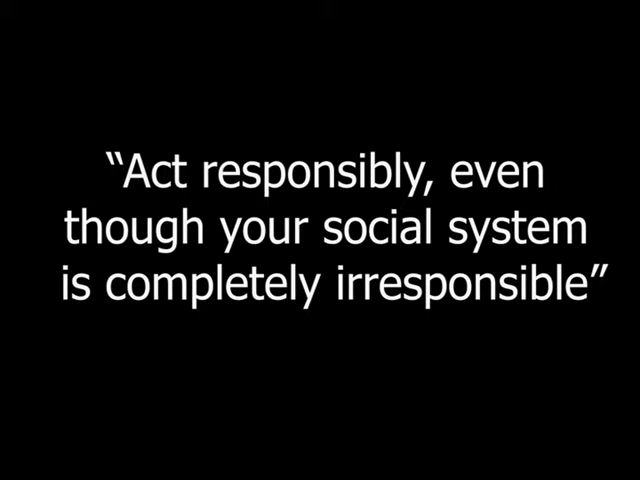 “Act responsibly, even
though your social system
is completely irresponsible”